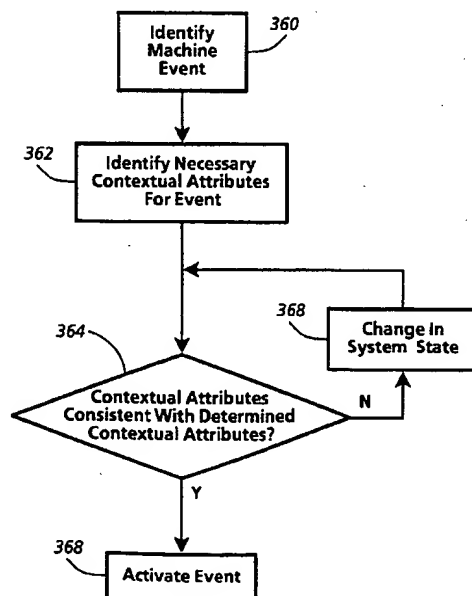 360
Identify
Machine
Event
362
Identify Necessary
Contextual Attributes
For Event
364
368
Change in
System State
Contextual Attributes
Consistent With Determined
Contextual Attributes?
N
Y
368
Activate Event